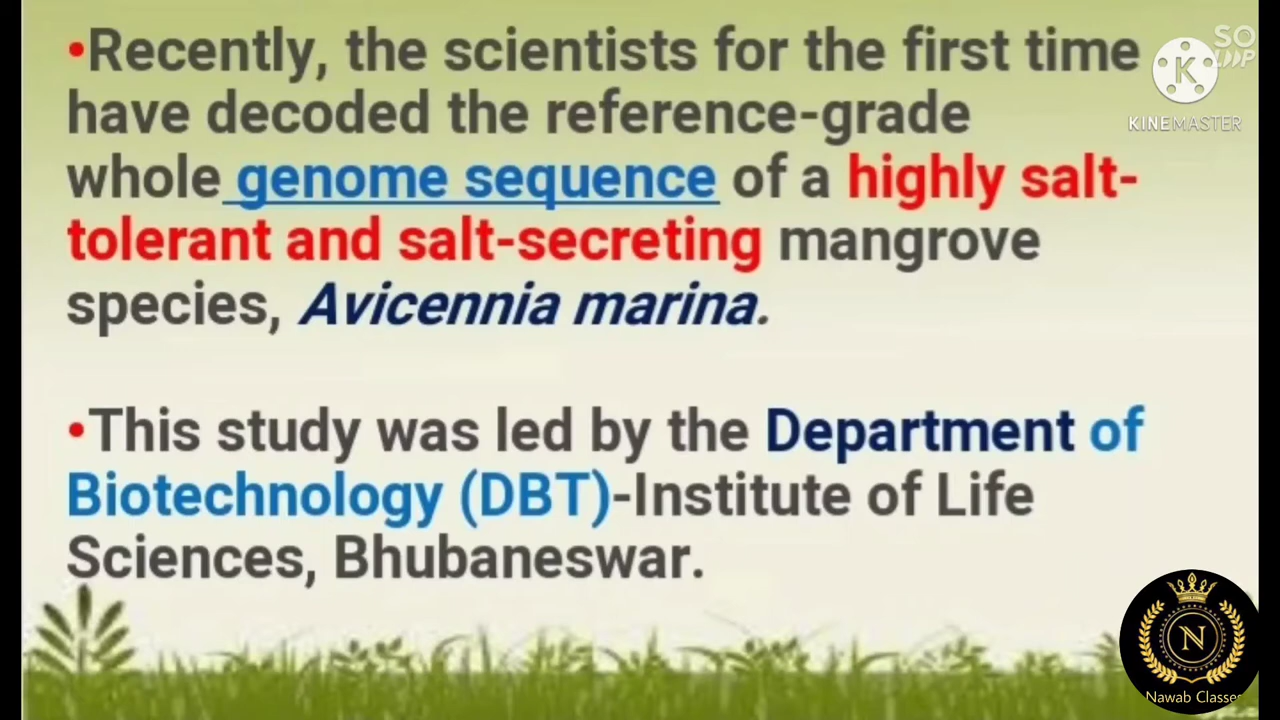 •Recently, the scientists for the first time
have decoded the reference-grade
whole genome sequence of a highly salt-
tolerant and salt-secreting mangrove
species, Avicennia marina.
•This study was led by the Department of
Biotechnology (DBT)-Institute of Life
Sciences, Bhubaneswar.
SO
K
KINEMASTER
N
Nawab Classes